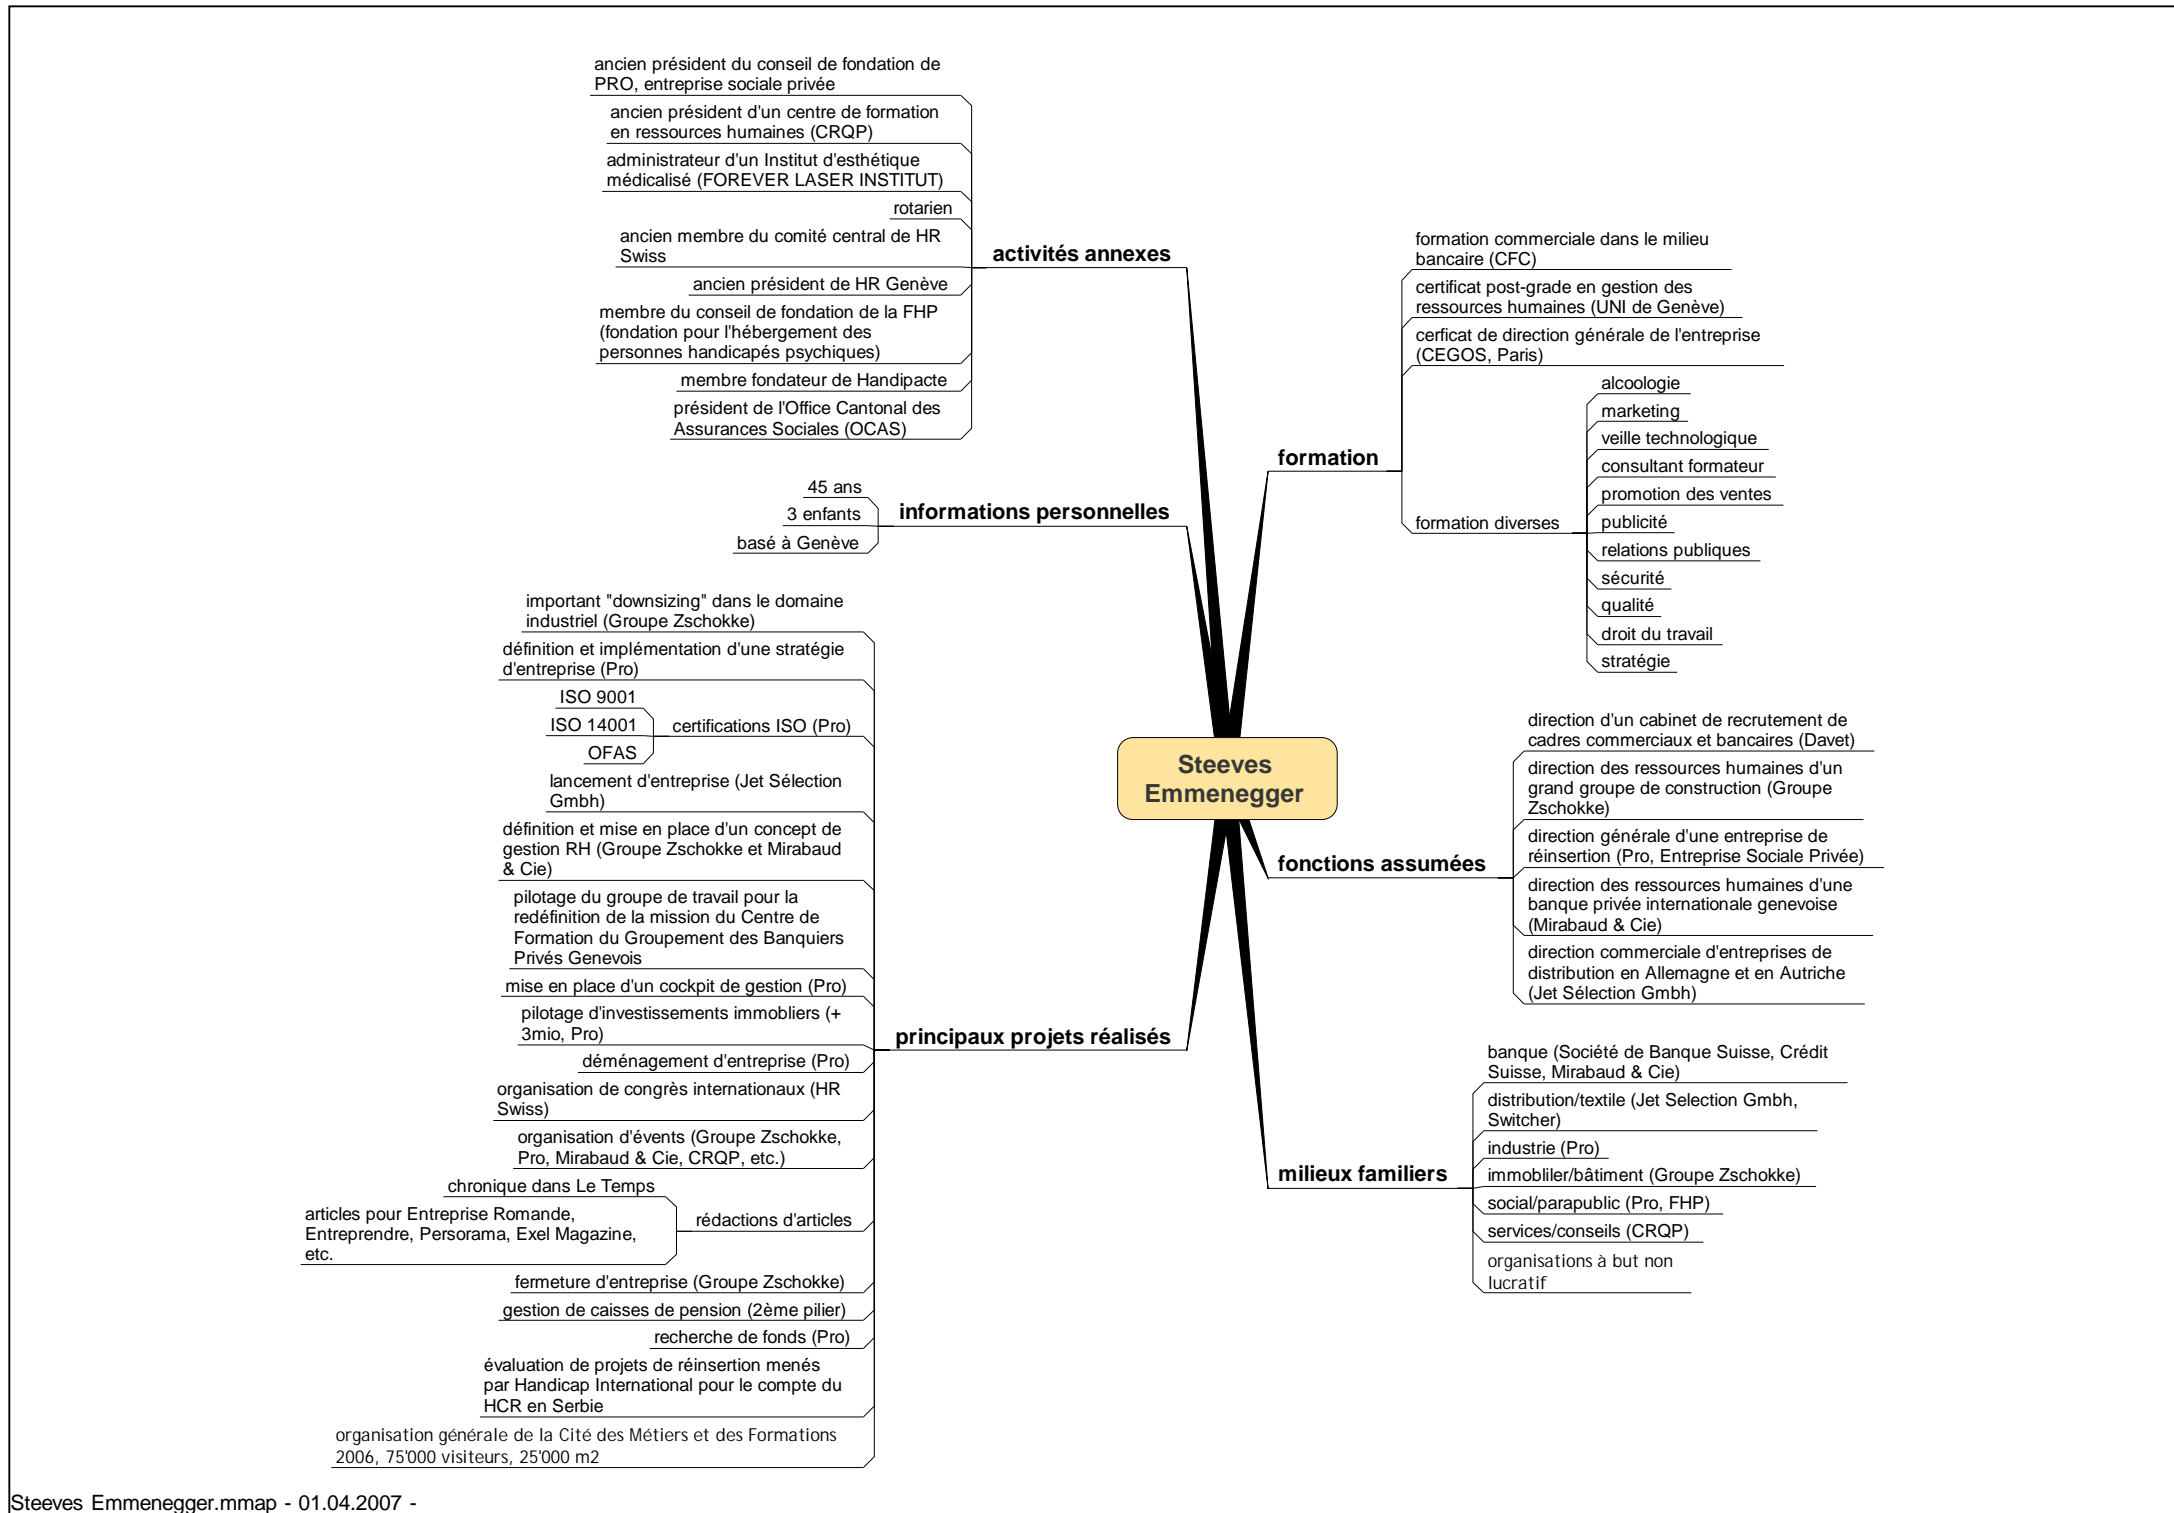 ancien président du conseil de fondation de
PRO, entreprise sociale privée
ancien président d'un centre de formation
en ressources humaines (CRQP)
administrateur d'un Institut d'esthétique
médicalisé (FOREVER LASER INSTITUT)
rotarien
ancien membre du comité central de HR
Swiss
ancien président de HR Genève
membre du conseil de fondation de la FHP
(fondation pour l'hébergement des
personnes handicapés psychiques)
membre fondateur de Handipacte
président de l'Office Cantonal des
Assurances Sociales (OCAS)
activités annexes
45 ans
3 enfants
basé à Genève
informations personnelles
important "downsizing" dans le domaine
industriel (Groupe Zschokke)
définition et implémentation d'une stratégie
d'entreprise (Pro)
ISO 9001
ISO 14001
OFAS
certifications ISO (Pro)
lancement d'entreprise (Jet Sélection
Gmbh)
définition et mise en place d'un concept de
gestion RH (Groupe Zschokke et Mirabaud
& Cie)
pilotage du groupe de travail pour la
redéfinition de la mission du Centre de
Formation du Groupement des Banquiers
Privés Genevois
mise en place d'un cockpit de gestion (Pro)
pilotage d'investissements immobliers (+
3mio, Pro)
déménagement d'entreprise (Pro)
organisation de congrès internationaux (HR
Swiss)
organisation d'évents (Groupe Zschokke,
Pro, Mirabaud & Cie, CRQP, etc.)
chronique dans Le Temps
articles pour Entreprise Romande,
Entreprendre, Persorama, Exel Magazine,
etc.
rédactions d'articles
fermeture d'entreprise (Groupe Zschokke)
gestion de caisses de pension (2ème pilier)
recherche de fonds (Pro)
évaluation de projets de réinsertion menés
par Handicap International pour le compte du
HCR en Serbie
organisation générale de la Cité des Métiers et des Formations
2006, 75'000 visiteurs, 25'000 m2
principaux projets réalisés
Steeves
Emmenegger
formation
formation commerciale dans le milieu
bancaire (CFC)
certificat post-grade en gestion des
ressources humaines (UNI de Genève)
cerficat de direction générale de l'entreprise
(CEGOS, Paris)
formation diverses
alcoologie
marketing
veille technologique
consultant formateur
promotion des ventes
publicité
relations publiques
sécurité
qualité
droit du travail
stratégie
fonctions assumées
direction d'un cabinet de recrutement de
cadres commerciaux et bancaires (Davet)
direction des ressources humaines d'un
grand groupe de construction (Groupe
Zschokke)
direction générale d'une entreprise de
réinsertion (Pro, Entreprise Sociale Privée)
direction des ressources humaines d'une
banque privée internationale genevoise
(Mirabaud & Cie)
direction commerciale d'entreprises de
distribution en Allemagne et en Autriche
(Jet Sélection Gmbh)
milieux familiers
banque (Société de Banque Suisse, Crédit
Suisse, Mirabaud & Cie)
distribution/textile (Jet Selection Gmbh,
Switcher)
industrie (Pro)
immobliler/bâtiment (Groupe Zschokke)
social/parapublic (Pro, FHP)
services/conseils (CRQP)
organisations à but non
lucratif
Steeves Emmenegger.mmap - 01.04.2007 -